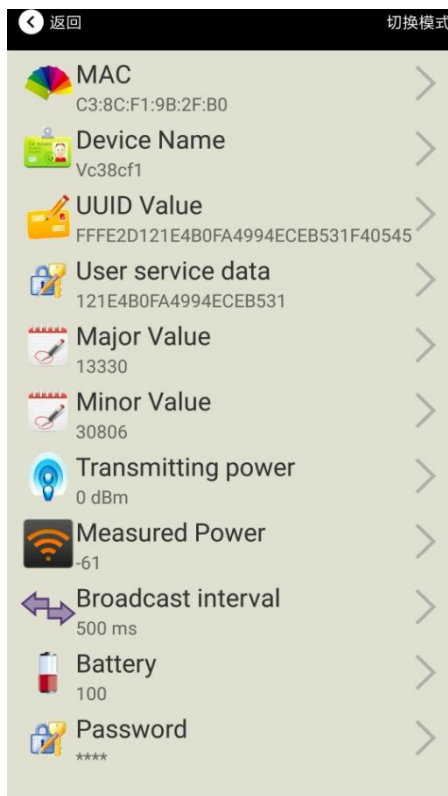 返回 切换模式
MAC
C3:8C:F1:9B:2F:B0
Device Name
Vc38cf1
UUID Value
FFFE2D121E4B0FA4994ECEB531F40545
User service data
121E4B0FA4994ECEB531
Major Value
13330
Minor Value
30806
Transmitting power
0 dBm
Measured Power
-61
Broadcast interval
500 ms
Battery
100
Password
****